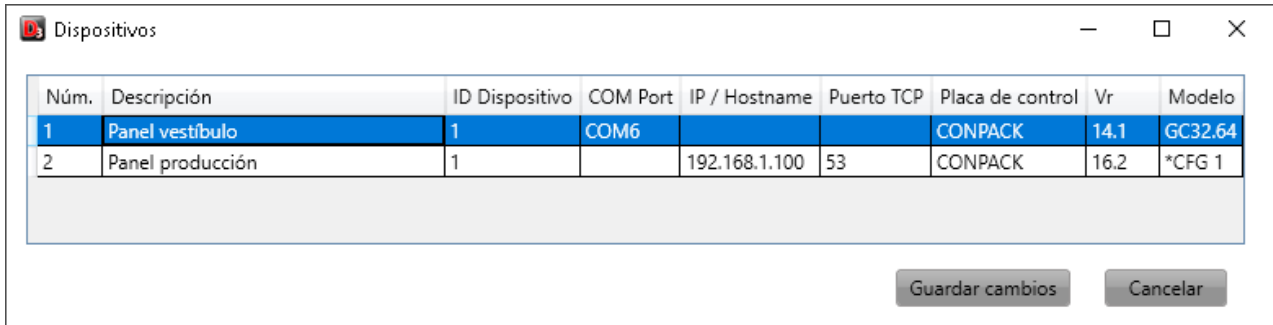 Dispositivos
Núm. Descripción ID Dispositivo COM Port IP / Hostname Puerto TCP Placa de control Vr Modelo
1 Panel vestíbulo 1 COM6 CONPACK 14.1 GC32.64
2 Panel producción 1 192.168.1.100 53 CONPACK 16.2 *CFG 1
Guardar cambios Cancelar